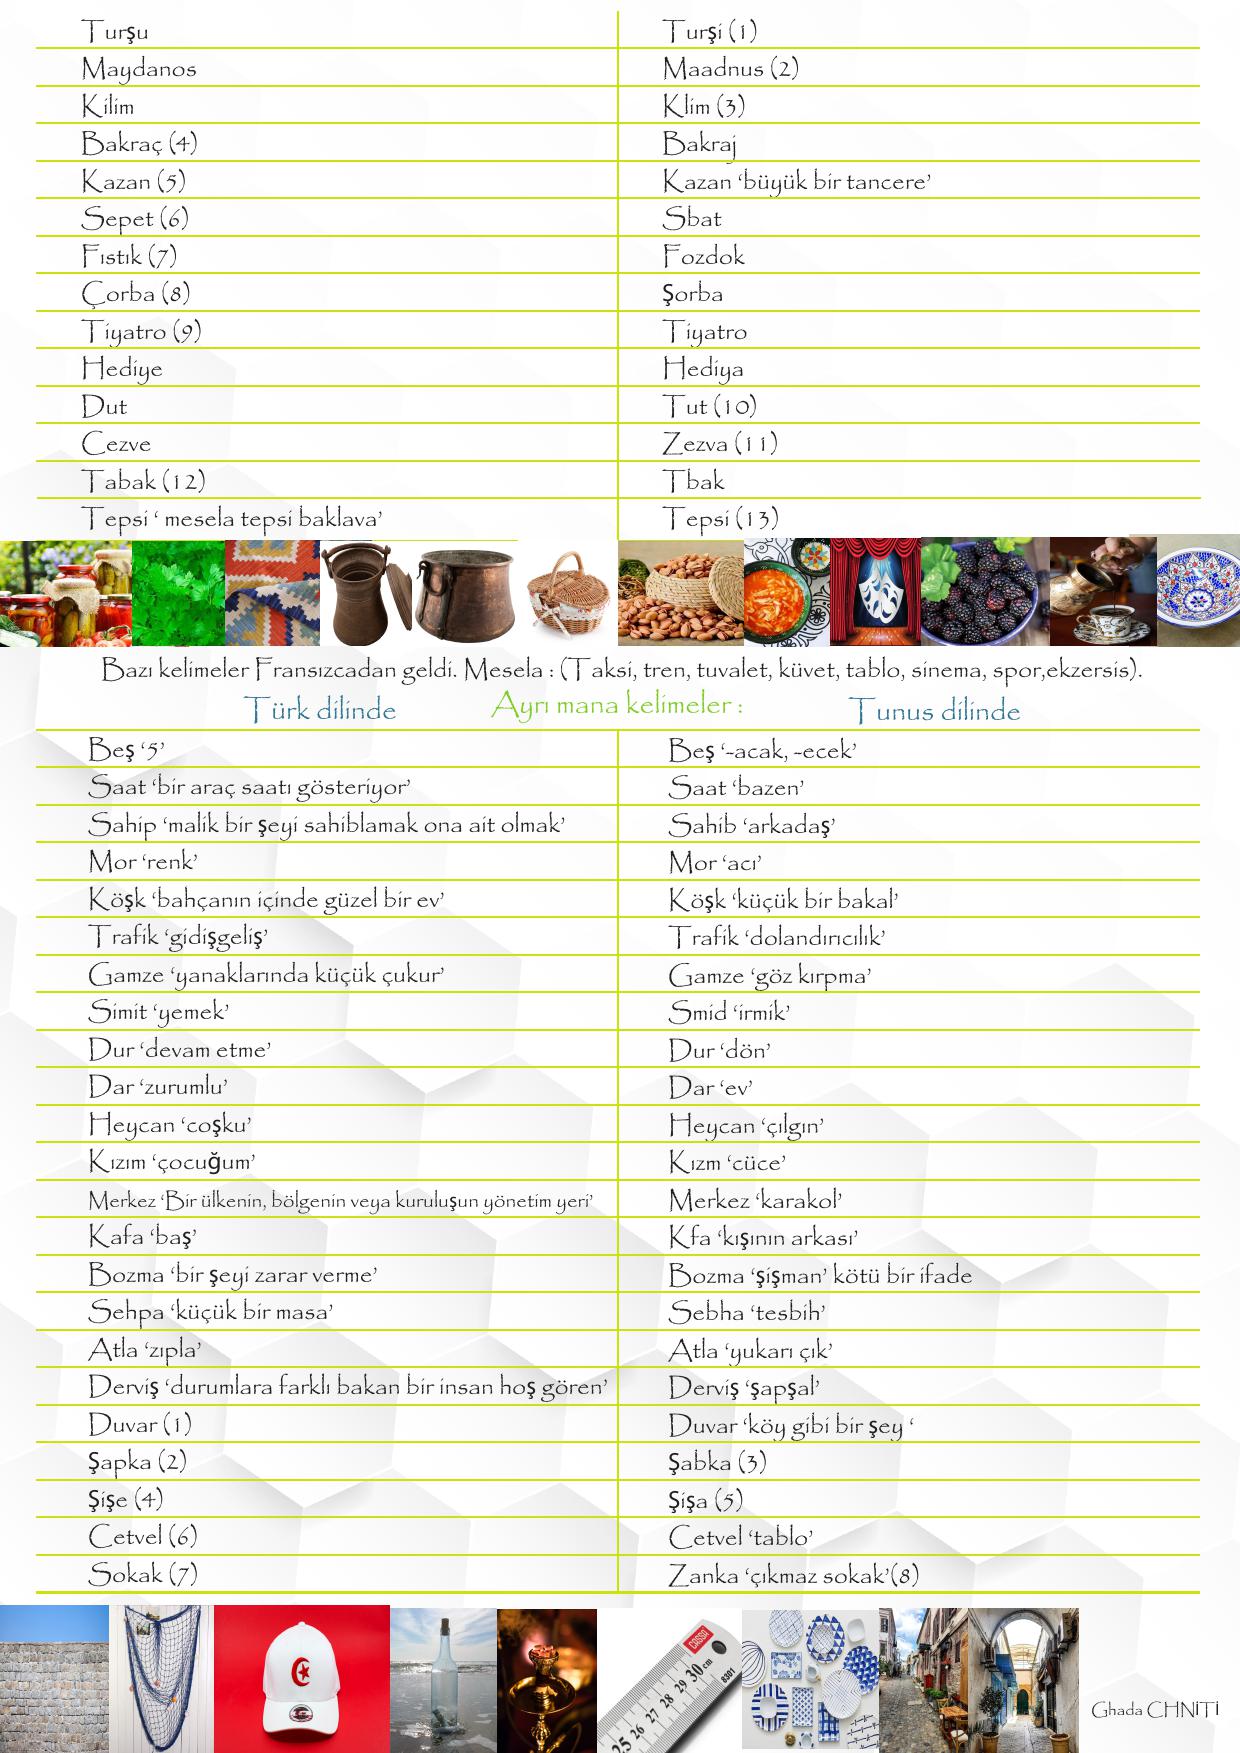 Turşu Turşi (1)
Maydanos Maadnus (2)
Kilim Klim (3)
Bakraç (4) Bakraj
Kazan (5) Kazan ‘büyük bir tancere’
Sepet (6) Sbat
Fıstık (7) Fozdok
Çorba (8) Şorba
Tiyatro (9) Tiyatro
Hediye Hediya
Dut Tut (10)
Cezve Zezva (11)
Tabak (12) Tbak
Tepsi ‘ mesela tepsi baklava’ Tepsi (13)
Bazı kelimeler Fransızcadan geldi. Mesela : (Taksi, tren, tuvalet, küvet, tablo, sinema, spor,ekzersis).
Türk dilinde Ayrı mana kelimeler : Tunus dilinde
Beş ‘5’ Beş ‘-acak, -ecek’
Saat ‘bir araç saatı gösteriyor’ Saat ‘bazen’
Sahip ‘malik bir şeyi sahiblamak ona ait olmak’ Sahib ‘arkadaş’
Mor ‘renk’ Mor ‘acı’
Köşk ‘bahçanın içinde güzel bir ev’ Köşk ‘küçük bir bakal’
Trafik ‘gidişgeliş’ Trafik ‘dolandırıcılık’
Gamze ‘yanaklarında küçük çukur’ Gamze ‘göz kırpma’
Simit ‘yemek’ Smid ‘irmik’
Dur ‘devam etme’ Dur ‘dön’
Dar ‘zurumlu’ Dar ‘ev’
Heycan ‘coşku’ Heycan ‘çılgın’
Kızım ‘çocuğum’ Kızm ‘cüce’
Merkez ‘Bir ülkenin, bölgenin veya kuruluşun yönetim yeri’ Merkez ‘karakol’
Kafa ‘baş’ Kfa ‘kışının arkası’
Bozma ‘bir şeyi zarar verme’ Bozma ‘şişman’ kötü bir ifade
Sehpa ‘küçük bir masa’ Sebha ‘tesbih’
Atla ‘zıpla’ Atla ‘yukarı çık’
Derviş ‘durumlara farklı bakan bir insan hoş gören’ Derviş ‘şapşal’
Duvar (1) Duvar ‘köy gibi bir şey ‘
Şapka (2) Şabka (3)
Şişe (4) Şişa (5)
Cetvel (6) Cetvel ‘tablo’
Sokak (7) Zanka ‘çıkmaz sokak’(8)
CASSO
25 26 27 28 29 30 cm
8301
Ghada CHNiTi